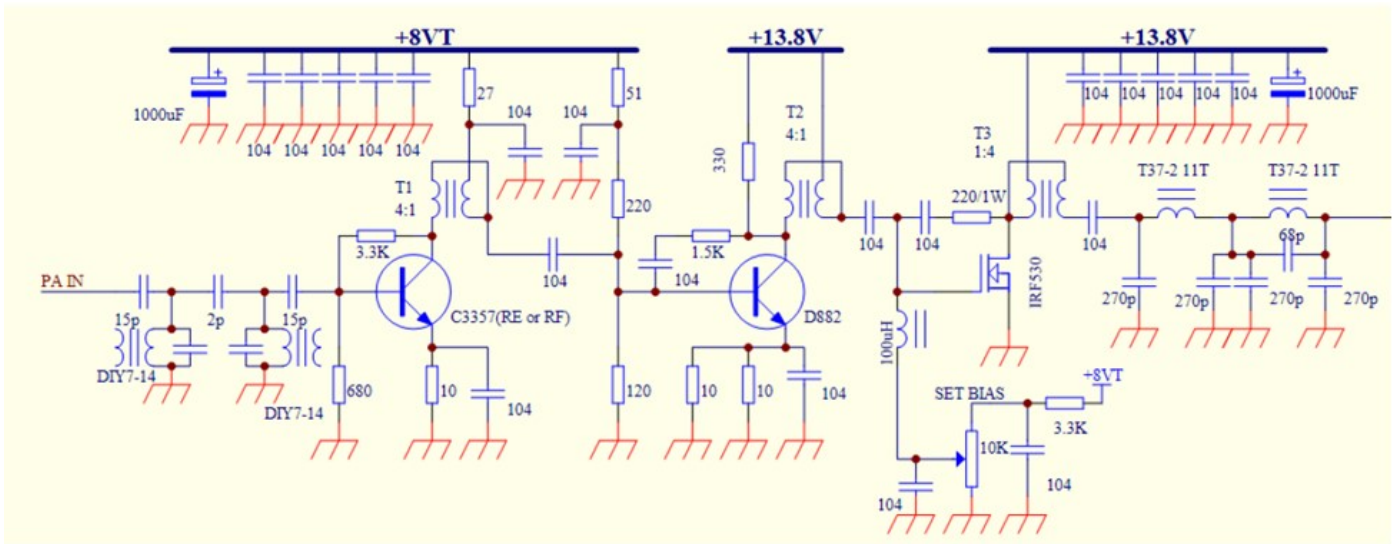 +8VT
+13.8V
+13.8V
1000uF
104
104
104
104
104
27
104
104
51
T1
4:1
220
3.3K
104
PA IN
15p
2p
15p
DIY7-14
DIY7-14
680
C3357(RE or RF)
10
104
120
330
T2
4:1
1.5K
104
D882
10
10
104
104
104
220/1W
T3
1:4
104
104
104
104
104
1000uF
IRF530
104
T37-2 11T
T37-2 11T
68p
270p
270p
270p
270p
100uH
SET BIAS
+8VT
3.3K
10K
104
104